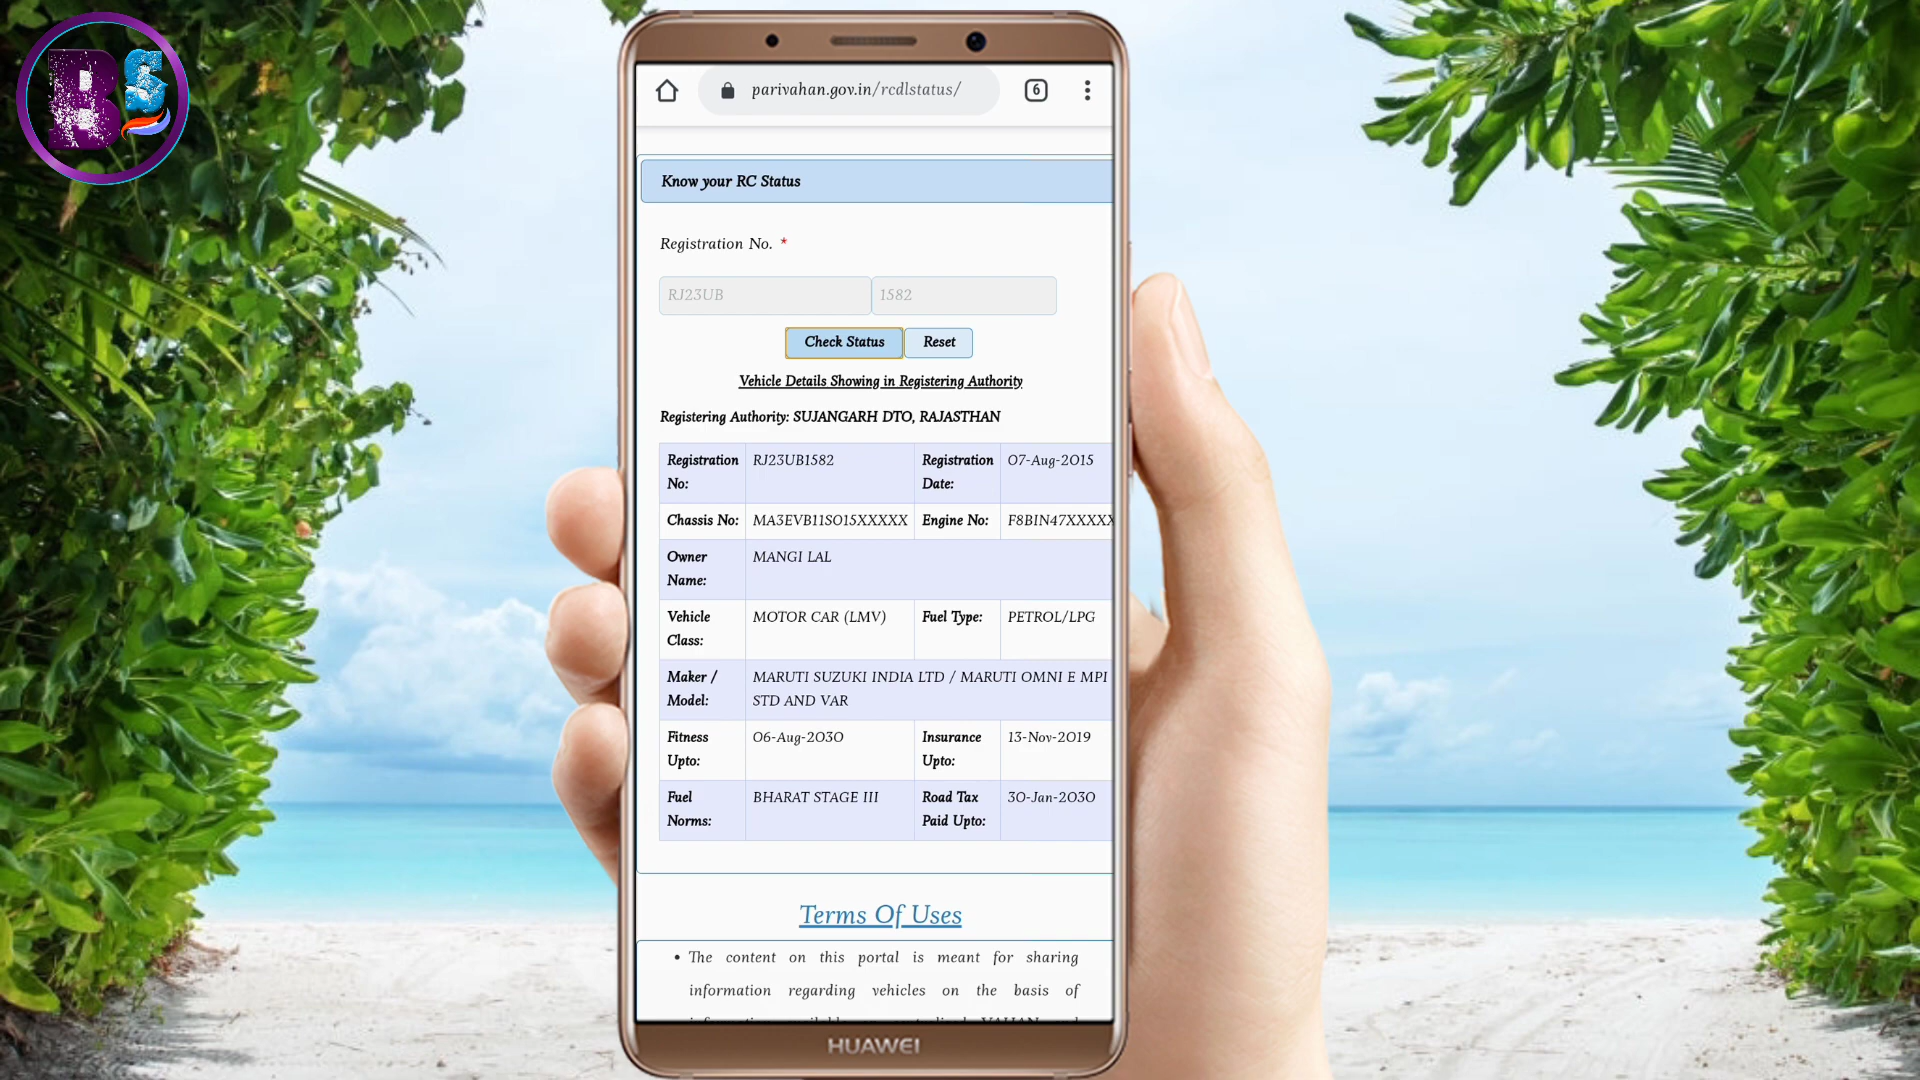 BS
parivahan.gov.in/rcdlstatus/
6
Know your RC Status
Registration No. *
RJ23UB 1582
Check Status Reset
Vehicle Details Showing in Registering Authority
Registering Authority: SUJANGARH DTO, RAJASTHAN
Registration No: RJ23UB1582 Registration Date: 07-Aug-2015
Chassis No: MA3EVB11S015XXXXX Engine No: F8BIN47XXXXX
Owner Name: MANGI LAL
Vehicle Class: MOTOR CAR (LMV) Fuel Type: PETROL/LPG
Maker / Model: MARUTI SUZUKI INDIA LTD / MARUTI OMNI E MPI STD AND VAR
Fitness Upto: 06-Aug-2030 Insurance Upto: 13-Nov-2019
Fuel Norms: BHARAT STAGE III Road Tax Paid Upto: 30-Jan-2030
Terms Of Uses
• The content on this portal is meant for sharing
information regarding vehicles on the basis of
HUAWEI